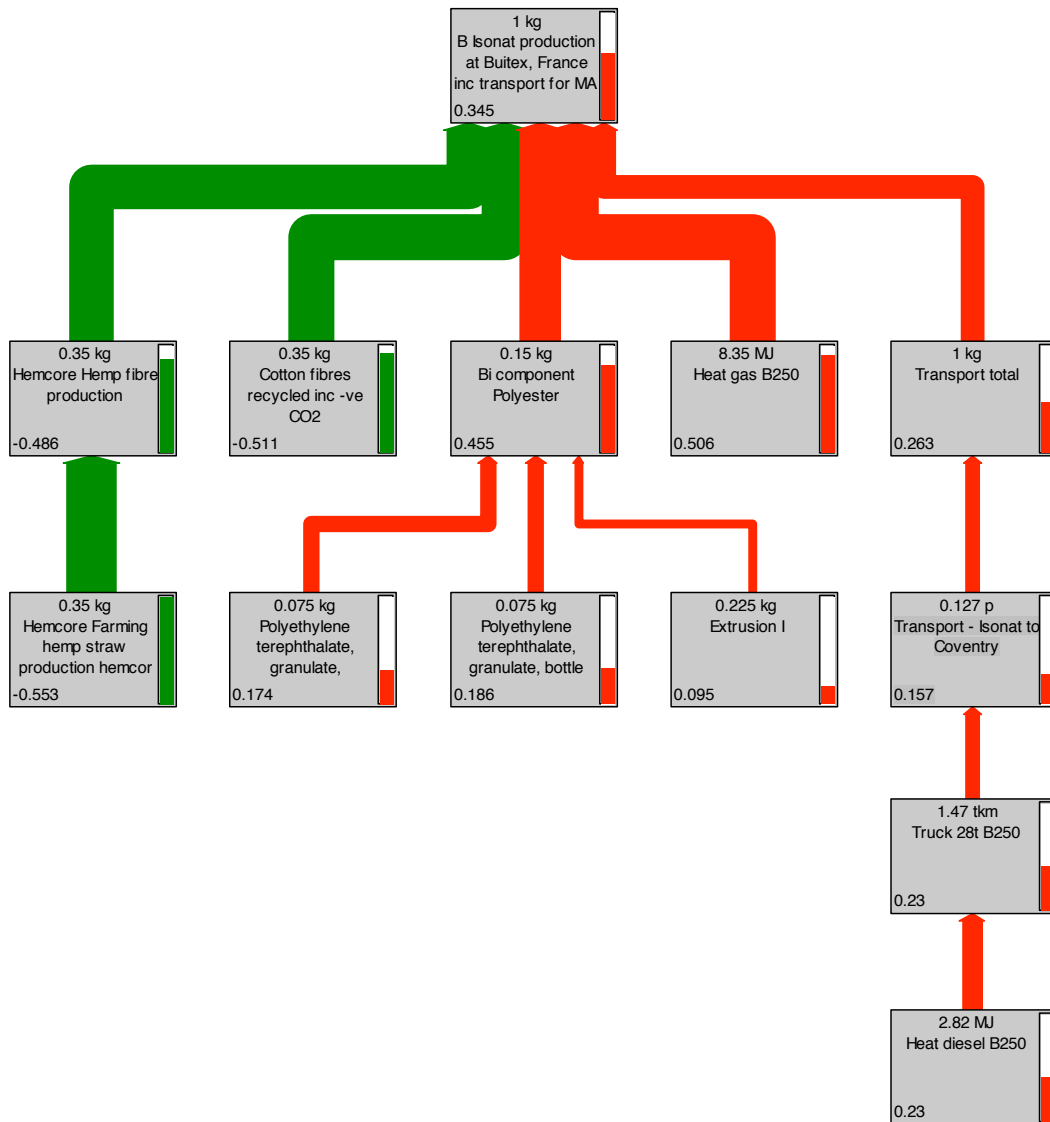 1 kg
B Isonat production
at Buitex, France
inc transport for MA
0.345
0.35 kg
Hemcore Hemp fibre
production
-0.486
0.35 kg
Cotton fibres
recycled inc -ve
CO2
-0.511
0.15 kg
Bi component
Polyester
0.455
8.35 MJ
Heat gas B250
0.506
1 kg
Transport total
0.263
0.35 kg
Hemcore Farming
hemp straw
production hemcor
-0.553
0.075 kg
Polyethylene
terephthalate,
granulate,
0.174
0.075 kg
Polyethylene
terephthalate,
granulate, bottle
0.186
0.225 kg
Extrusion I
0.095
0.127 p
Transport - Isonat to
Coventry
0.157
1.47 tkm
Truck 28t B250
0.23
2.82 MJ
Heat diesel B250
0.23